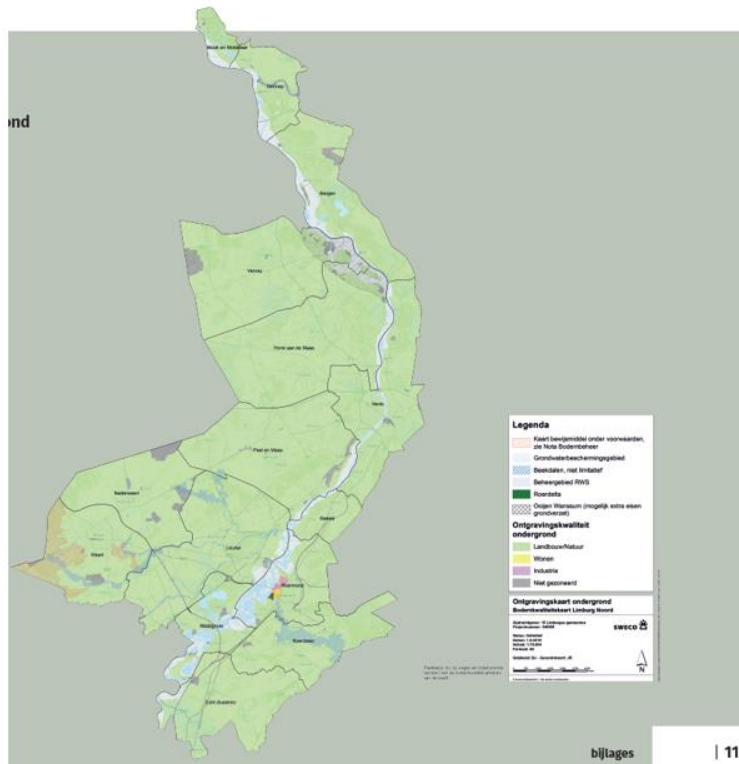 ond
Mook en Middelaar
Gennep
Bergen
Venray
Horst aan de Maas
Venlo
Peel en Maas
Nederweert
Beesel
Weert
Leudal
Roermond
Maasgouw
Roerdalen
Echt-Susteren
Legenda
Kaart bewijsmiddel onder voorwaarden,
zie Nota Bodembeheer
Grondwaterbeschermingsgebied
Beekdalen, niet limitatief
Beheergebied RWS
Roerdelta
Ooijen Wanssum (mogelijk extra eisen
grondverzet)
Ontgravingskwaliteit
ondergrond
Landbouw/Natuur
Wonen
Industrie
Niet gezoneerd
Ontgravingskaart ondergrond
Bodemkwaliteitskaart Limburg Noord
SWECO
N
bijlages
| 11